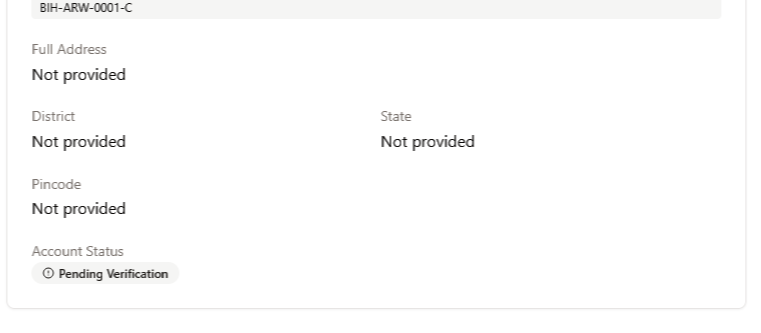 BIH-ARW-0001-C
Full Address
Not provided
District
Not provided
State
Not provided
Pincode
Not provided
Account Status
Pending Verification